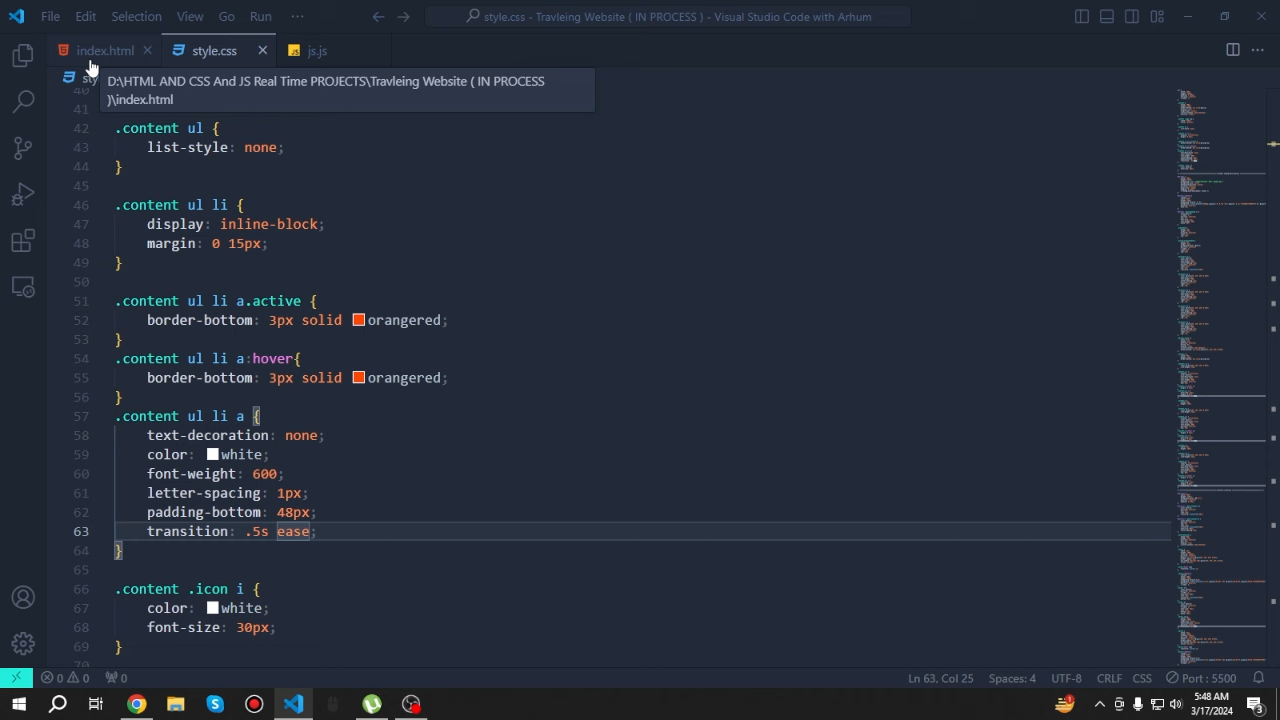 File Edit Selection View Go Run ···
style.css - Travleing Website ( IN PROCESS ) - Visual Studio Code with Arhum
index.html
style.css
js.js
D:\HTML AND CSS And JS Real Time PROJECTS\Travleing Website ( IN PROCESS
)\index.html
40
41
42 .content ul {
43 list-style: none;
44 }
45
46 .content ul li {
47 display: inline-block;
48 margin: 0 15px;
49 }
50
51 .content ul li a.active {
52 border-bottom: 3px solid orangered;
53 }
54 .content ul li a:hover{
55 border-bottom: 3px solid orangered;
56 }
57 .content ul li a {
58 text-decoration: none;
59 color: white;
60 font-weight: 600;
61 letter-spacing: 1px;
62 padding-bottom: 48px;
63 transition: .5s ease;
64 }
65
66 .content .icon i {
67 color: white;
68 font-size: 30px;
69 }
70
0 0 0 Ln 63, Col 25 Spaces: 4 UTF-8 CRLF CSS Port : 5500
5:48 AM
3/17/2024
1
3